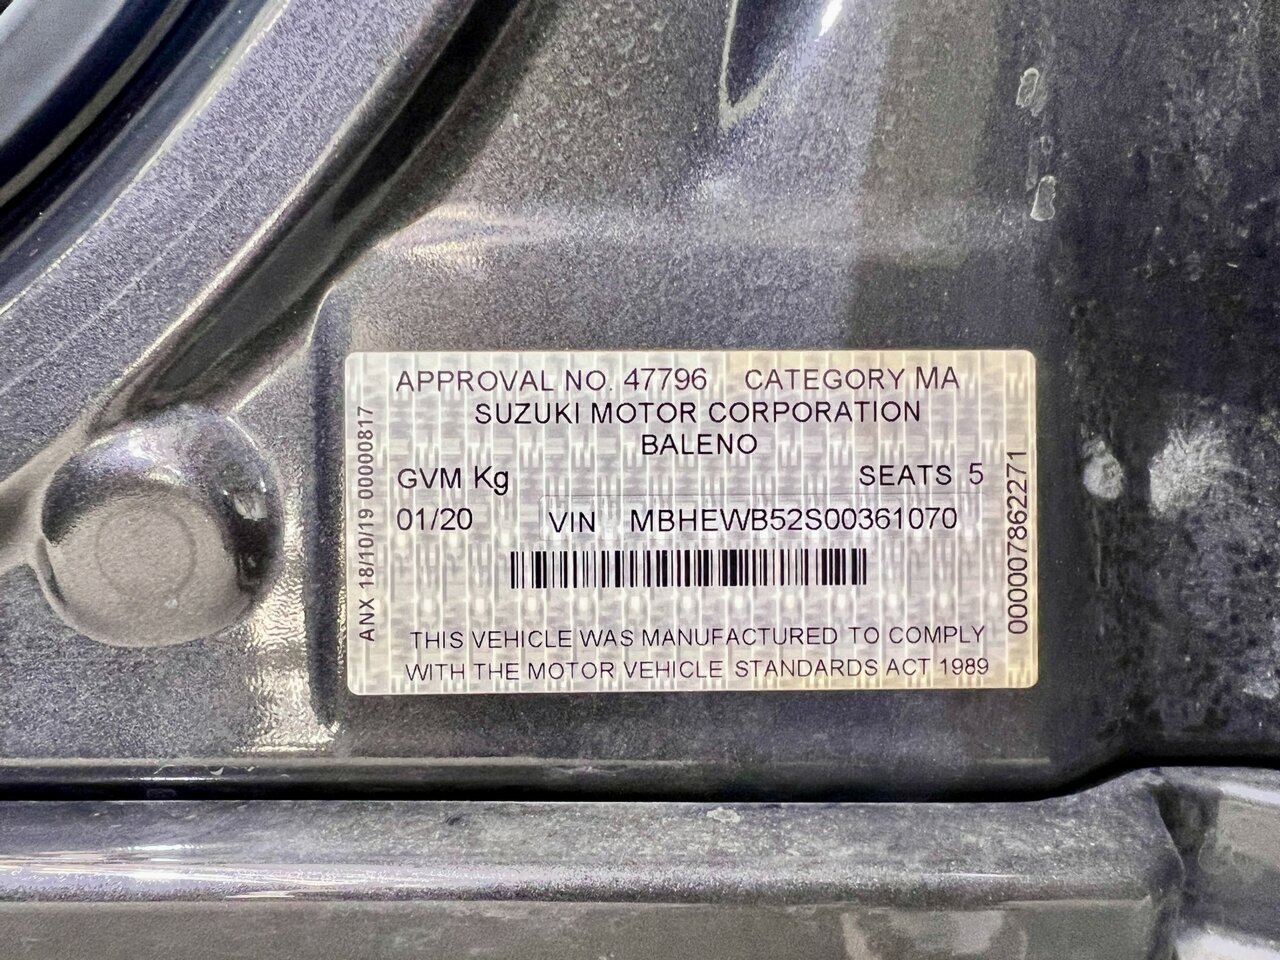 APPROVAL NO. 47796 CATEGORY MA
SUZUKI MOTOR CORPORATION
BALENO
GVM Kg SEATS 5
01/20 VIN MBHEWB52S00361070
THIS VEHICLE WAS MANUFACTURED TO COMPLY
WITH THE MOTOR VEHICLE STANDARDS ACT 1989
ANX 18/10/19 00000817
000007862271